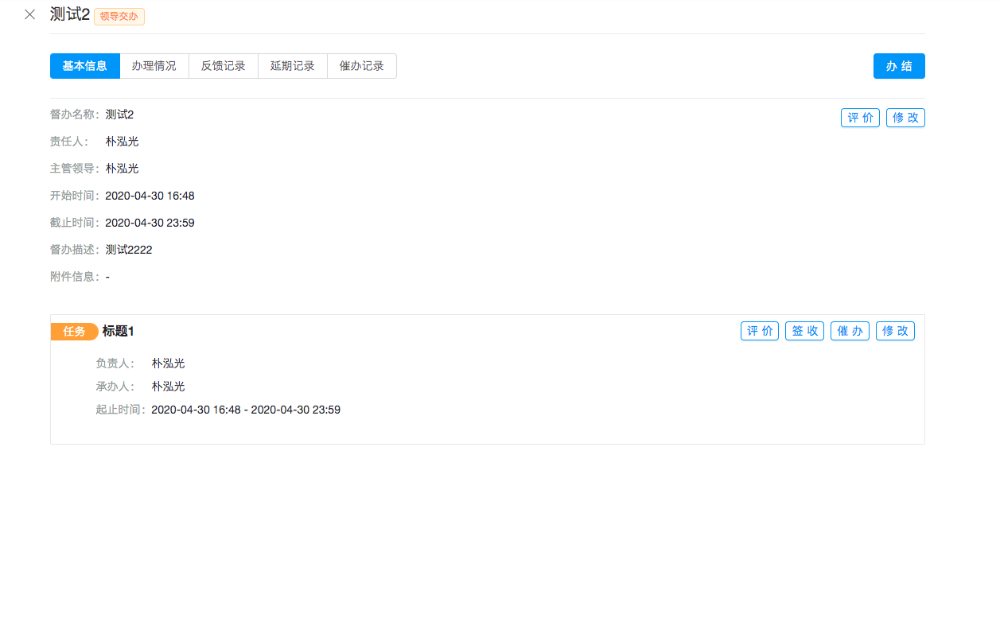 测试2 领导交办
基本信息 办理情况 反馈记录 延期记录 催办记录 办 结
督办名称： 测试2 评 价 修 改
责任人： 朴泓光
主管领导： 朴泓光
开始时间： 2020-04-30 16:48
截止时间： 2020-04-30 23:59
督办描述： 测试2222
附件信息： -
任务 标题1 评 价 签 收 催 办 修 改
负责人： 朴泓光
承办人： 朴泓光
起止时间： 2020-04-30 16:48 - 2020-04-30 23:59